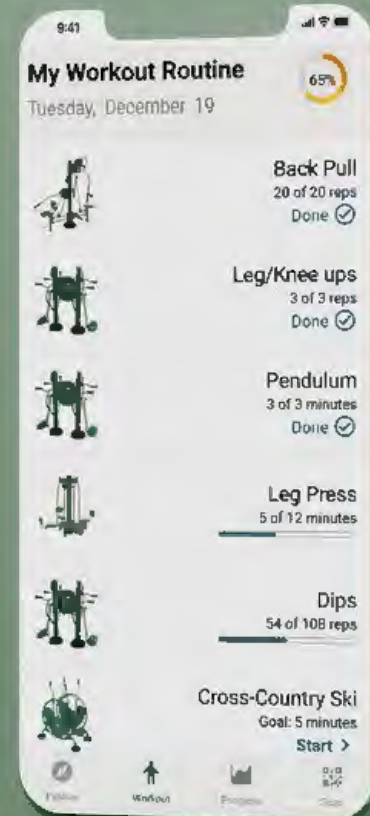 9:41
My Workout Routine
65%
Tuesday, December 19
Back Pull
20 of 20 reps
Done
Leg/Knee ups
3 of 3 reps
Done
Pendulum
3 of 3 minutes
Done
Leg Press
5 of 12 minutes
Dips
54 of 108 reps
Cross-Country Ski
Goal: 5 minutes
Start >
Workout
Progress